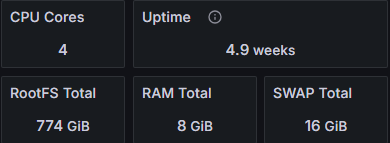 CPU Cores
4
Uptime
4.9 weeks
RootFS Total
774 GiB
RAM Total
8 GiB
SWAP Total
16 GiB